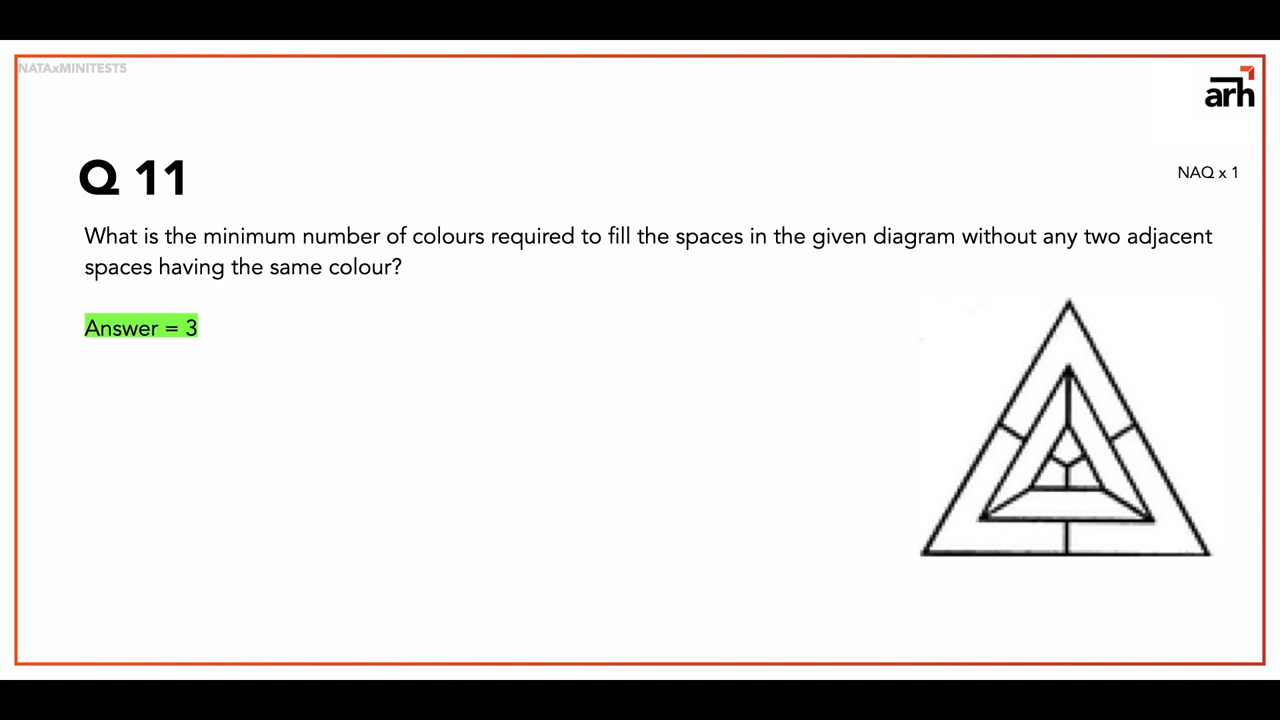 NATAxMINITESTS
arh
Q 11
NAQ x 1
What is the minimum number of colours required to fill the spaces in the given diagram without any two adjacent
spaces having the same colour?
Answer = 3